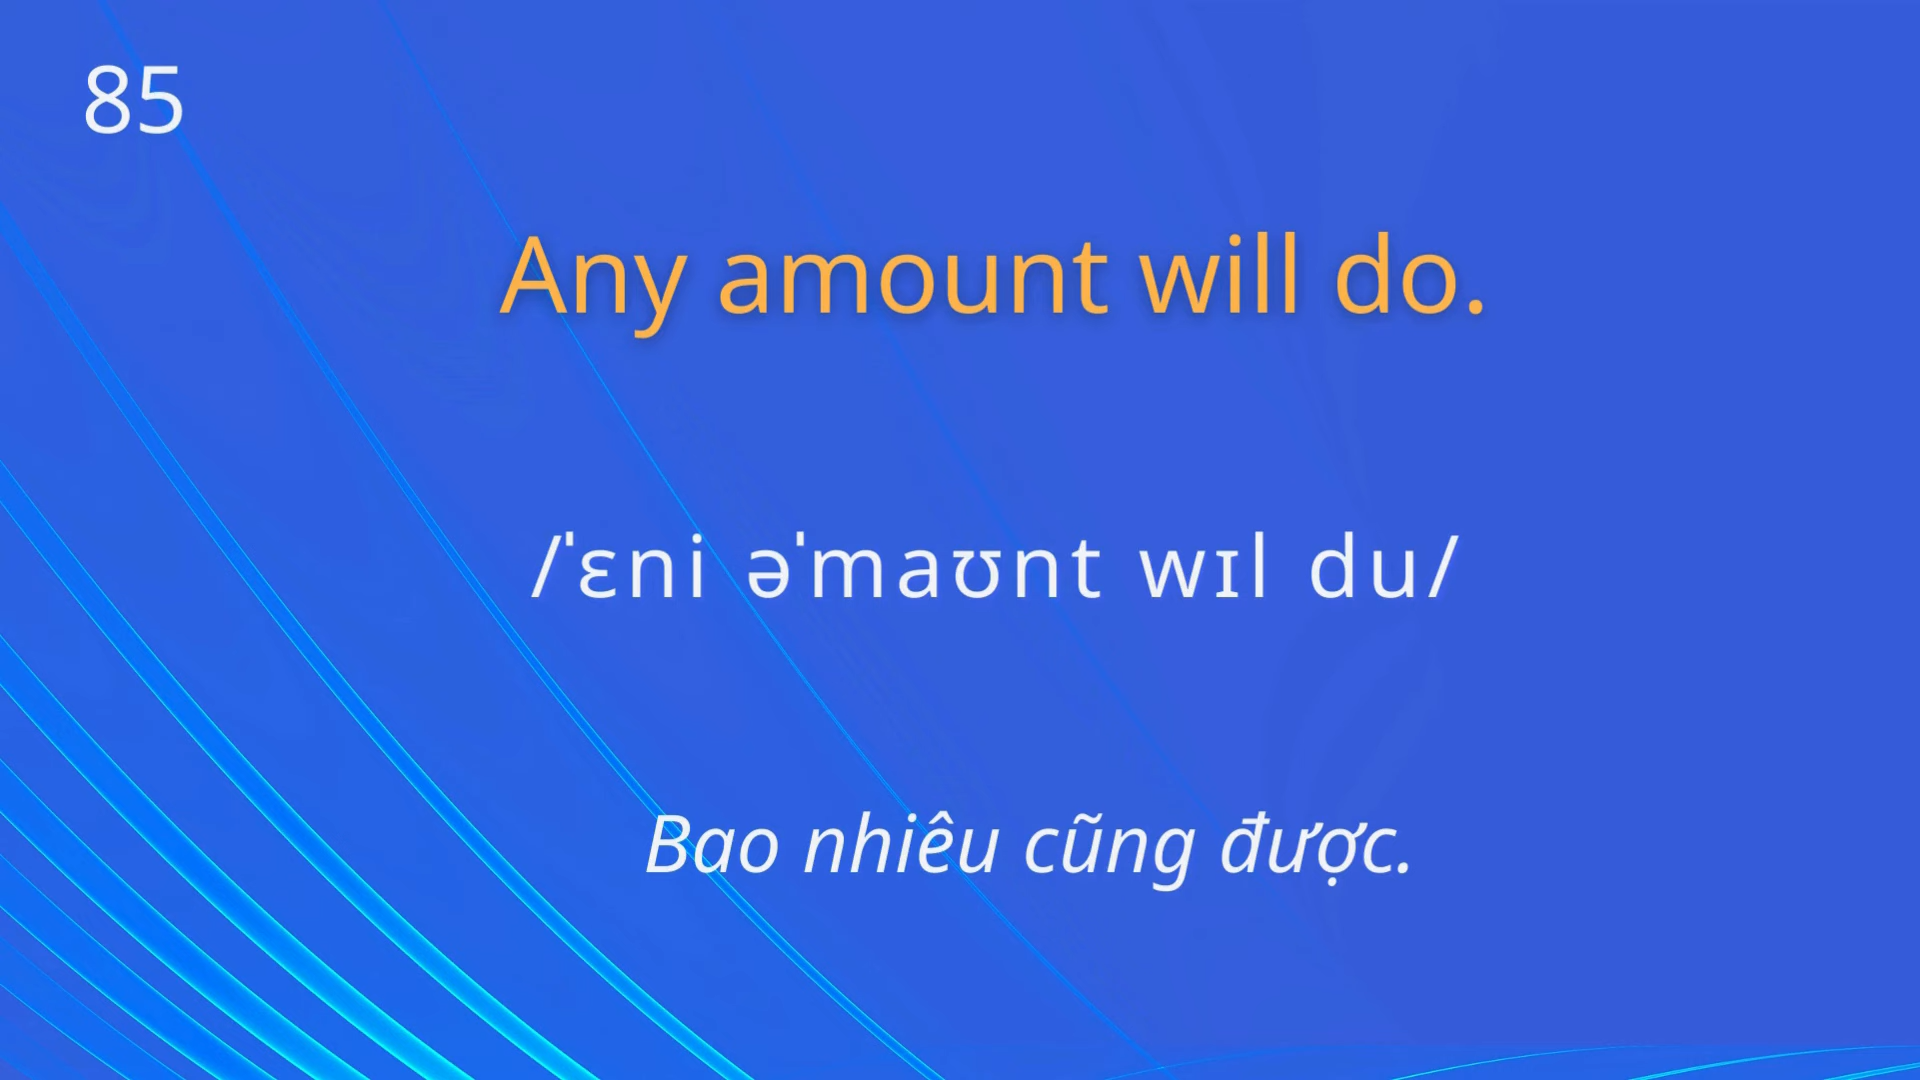 85
Any amount will do.
/ˈɛni əˈmaʊnt wɪl du/
Bao nhiêu cũng được.